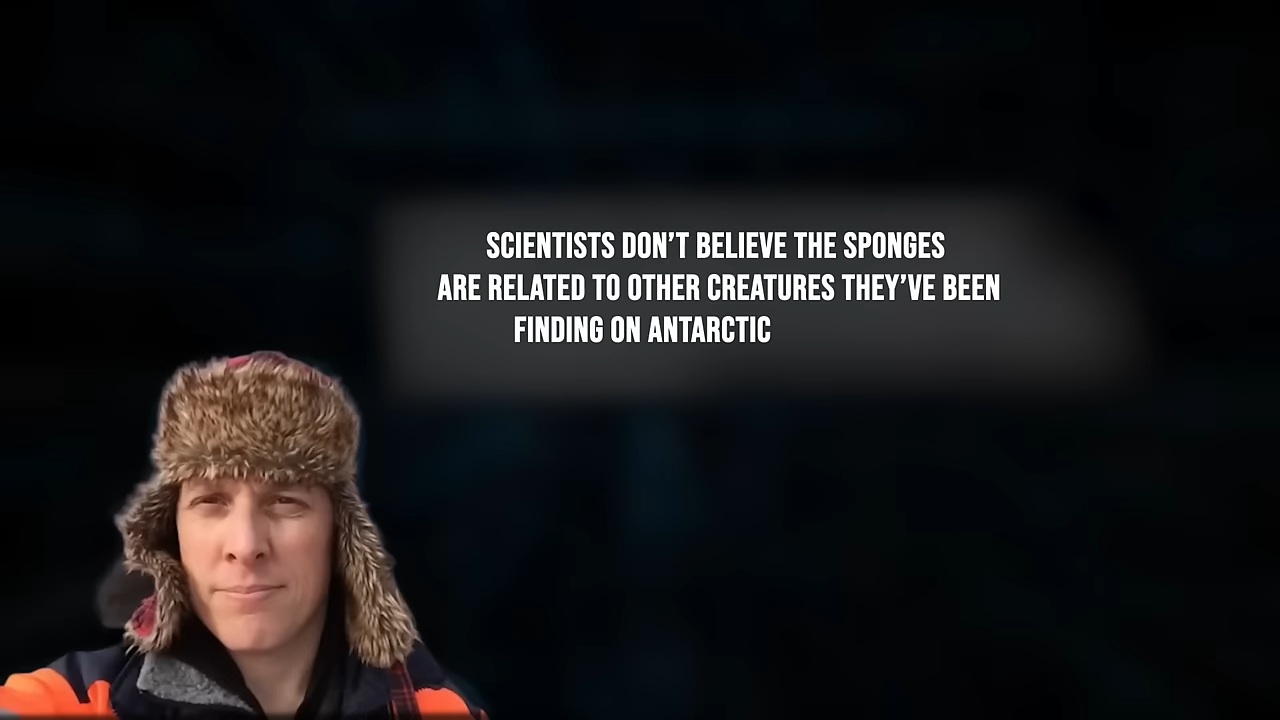 SCIENTISTS DON'T BELIEVE THE SPONGES
ARE RELATED TO OTHER CREATURES THEY'VE BEEN
FINDING ON ANTARCTIC